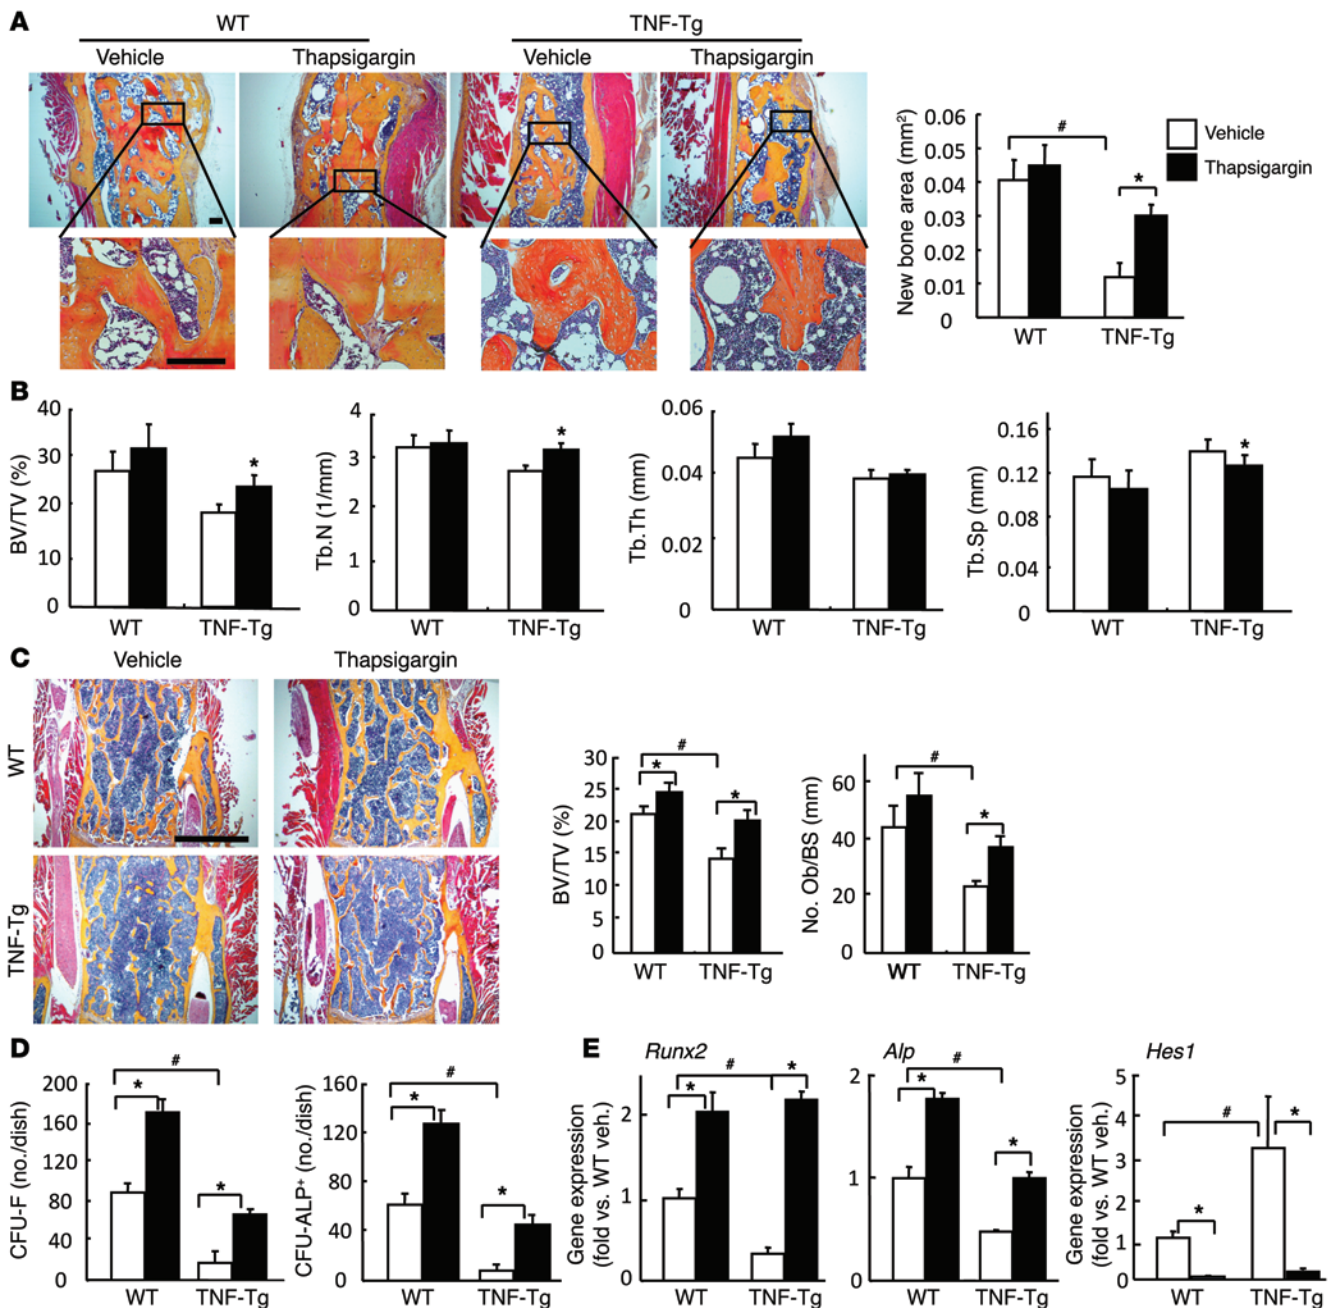 A
WT
TNF-Tg
Vehicle
Thapsigargin
Vehicle
Thapsigargin
New bone area (mm²)
0.06
0.05
0.04
0.03
0.02
0.01
0
#
*
WT
TNF-Tg
Vehicle
Thapsigargin
B
BV/TV (%)
40
30
20
10
0
*
WT
TNF-Tg
Tb.N (1/mm)
4
3
2
1
0
*
WT
TNF-Tg
Tb.Th (mm)
0.06
0.04
0.02
0
WT
TNF-Tg
Tb.Sp (mm)
0.16
0.12
0.08
0.04
0
*
WT
TNF-Tg
C
Vehicle
Thapsigargin
WT
TNF-Tg
BV/TV (%)
30
25
20
15
10
5
0
#
*
*
WT
TNF-Tg
No. Ob/BS (mm)
60
40
20
0
#
*
WT
TNF-Tg
D
CFU-F (no./dish)
200
160
120
80
40
0
#
*
*
WT
TNF-Tg
CFU-ALP⁺ (no./dish)
160
120
80
40
0
#
*
*
WT
TNF-Tg
E
Runx2
Gene expression
(fold vs. WT veh.)
2
1
0
#
*
*
WT
TNF-Tg
Alp
Gene expression
(fold vs. WT veh.)
2
1
0
#
*
*
WT
TNF-Tg
Hes1
Gene expression
(fold vs. WT veh.)
5
4
3
2
1
0
#
*
*
WT
TNF-Tg